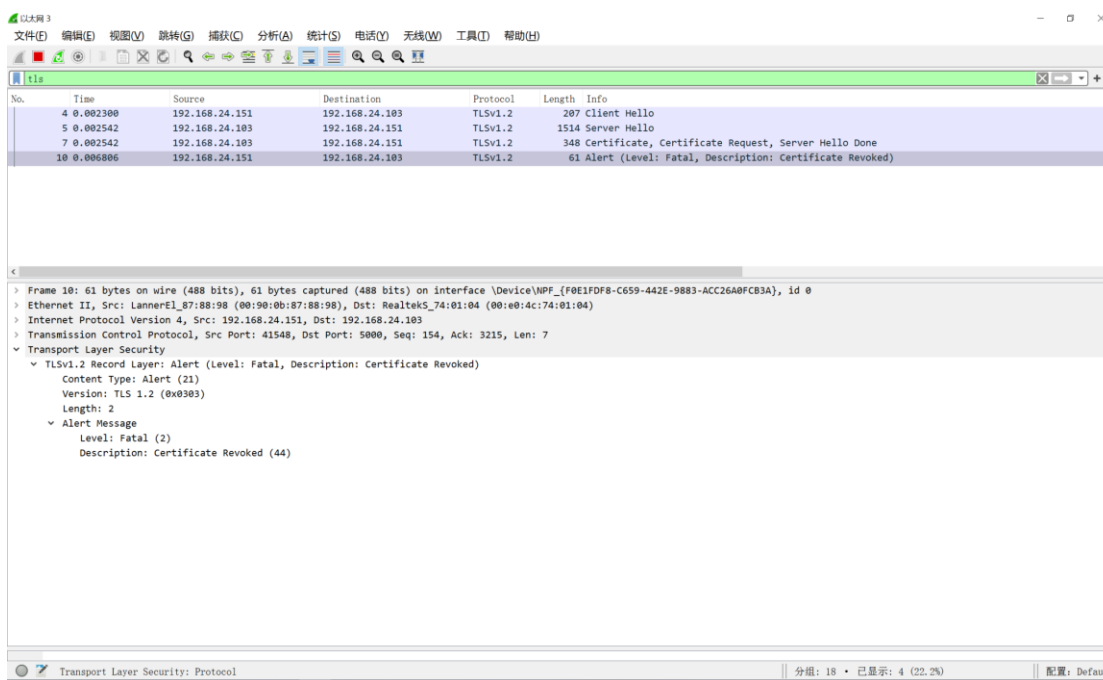 以太网 3
文件(F) 编辑(E) 视图(V) 跳转(G) 捕获(C) 分析(A) 统计(S) 电话(Y) 无线(W) 工具(T) 帮助(H)
tls
No. Time Source Destination Protocol Length Info
4 0.002300 192.168.24.151 192.168.24.103 TLSv1.2 207 Client Hello
5 0.002542 192.168.24.103 192.168.24.151 TLSv1.2 1514 Server Hello
7 0.002542 192.168.24.103 192.168.24.151 TLSv1.2 348 Certificate, Certificate Request, Server Hello Done
10 0.006806 192.168.24.151 192.168.24.103 TLSv1.2 61 Alert (Level: Fatal, Description: Certificate Revoked)
Frame 10: 61 bytes on wire (488 bits), 61 bytes captured (488 bits) on interface \Device\NPF_{F0E1FDF8-C659-442E-9883-ACC26A0FCB3A}, id 0
Ethernet II, Src: LannerEl_87:88:98 (00:90:0b:87:88:98), Dst: RealtekS_74:01:04 (00:e0:4c:74:01:04)
Internet Protocol Version 4, Src: 192.168.24.151, Dst: 192.168.24.103
Transmission Control Protocol, Src Port: 41548, Dst Port: 5000, Seq: 154, Ack: 3215, Len: 7
Transport Layer Security
TLSv1.2 Record Layer: Alert (Level: Fatal, Description: Certificate Revoked)
Content Type: Alert (21)
Version: TLS 1.2 (0x0303)
Length: 2
Alert Message
Level: Fatal (2)
Description: Certificate Revoked (44)
Transport Layer Security: Protocol 分组: 18 • 已显示: 4 (22.2%) 配置: Defau